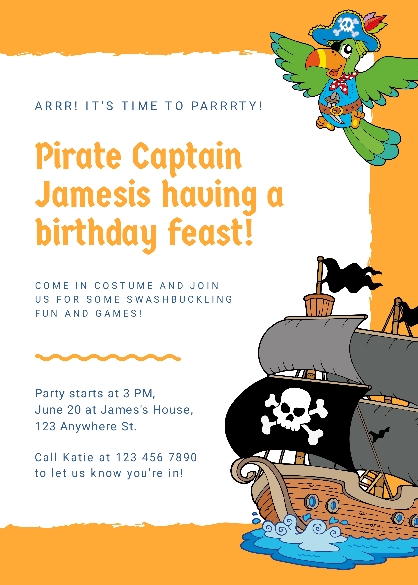 ARRR! IT'S TIME TO PARRRTY!
Pirate Captain
Jamesis having a
birthday feast!
COME IN COSTUME AND JOIN
US FOR SOME SWASHBUCKLING
FUN AND GAMES!
Party starts at 3 PM,
June 20 at James's House,
123 Anywhere St.
Call Katie at 123 456 7890
to let us know you're in!